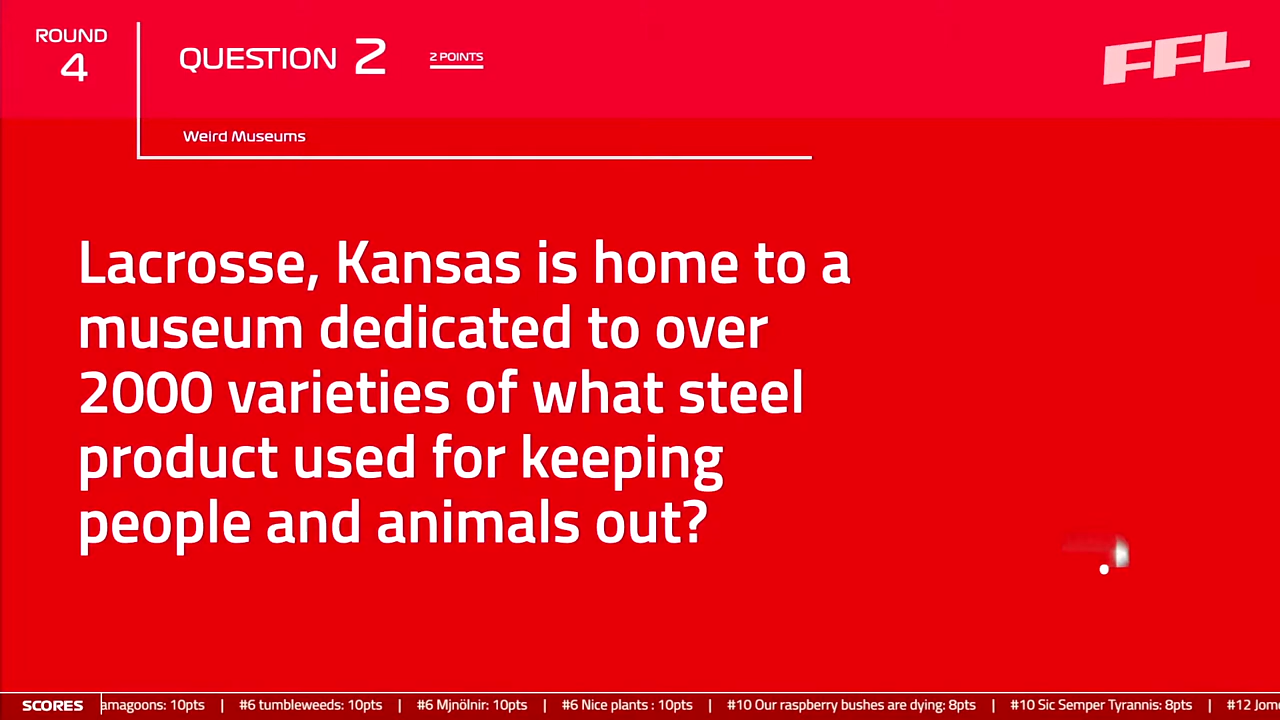 ROUND
4
QUESTION 2
2 POINTS
FFL
Weird Museums
Lacrosse, Kansas is home to a
museum dedicated to over
2000 varieties of what steel
product used for keeping
people and animals out?
SCORES amagoons: 10pts | #6 tumbleweeds: 10pts | #6 Mjnölnir: 10pts | #6 Nice plants : 10pts | #10 Our raspberry bushes are dying: 8pts | #10 Sic Semper Tyrannis: 8pts | #12 Jom